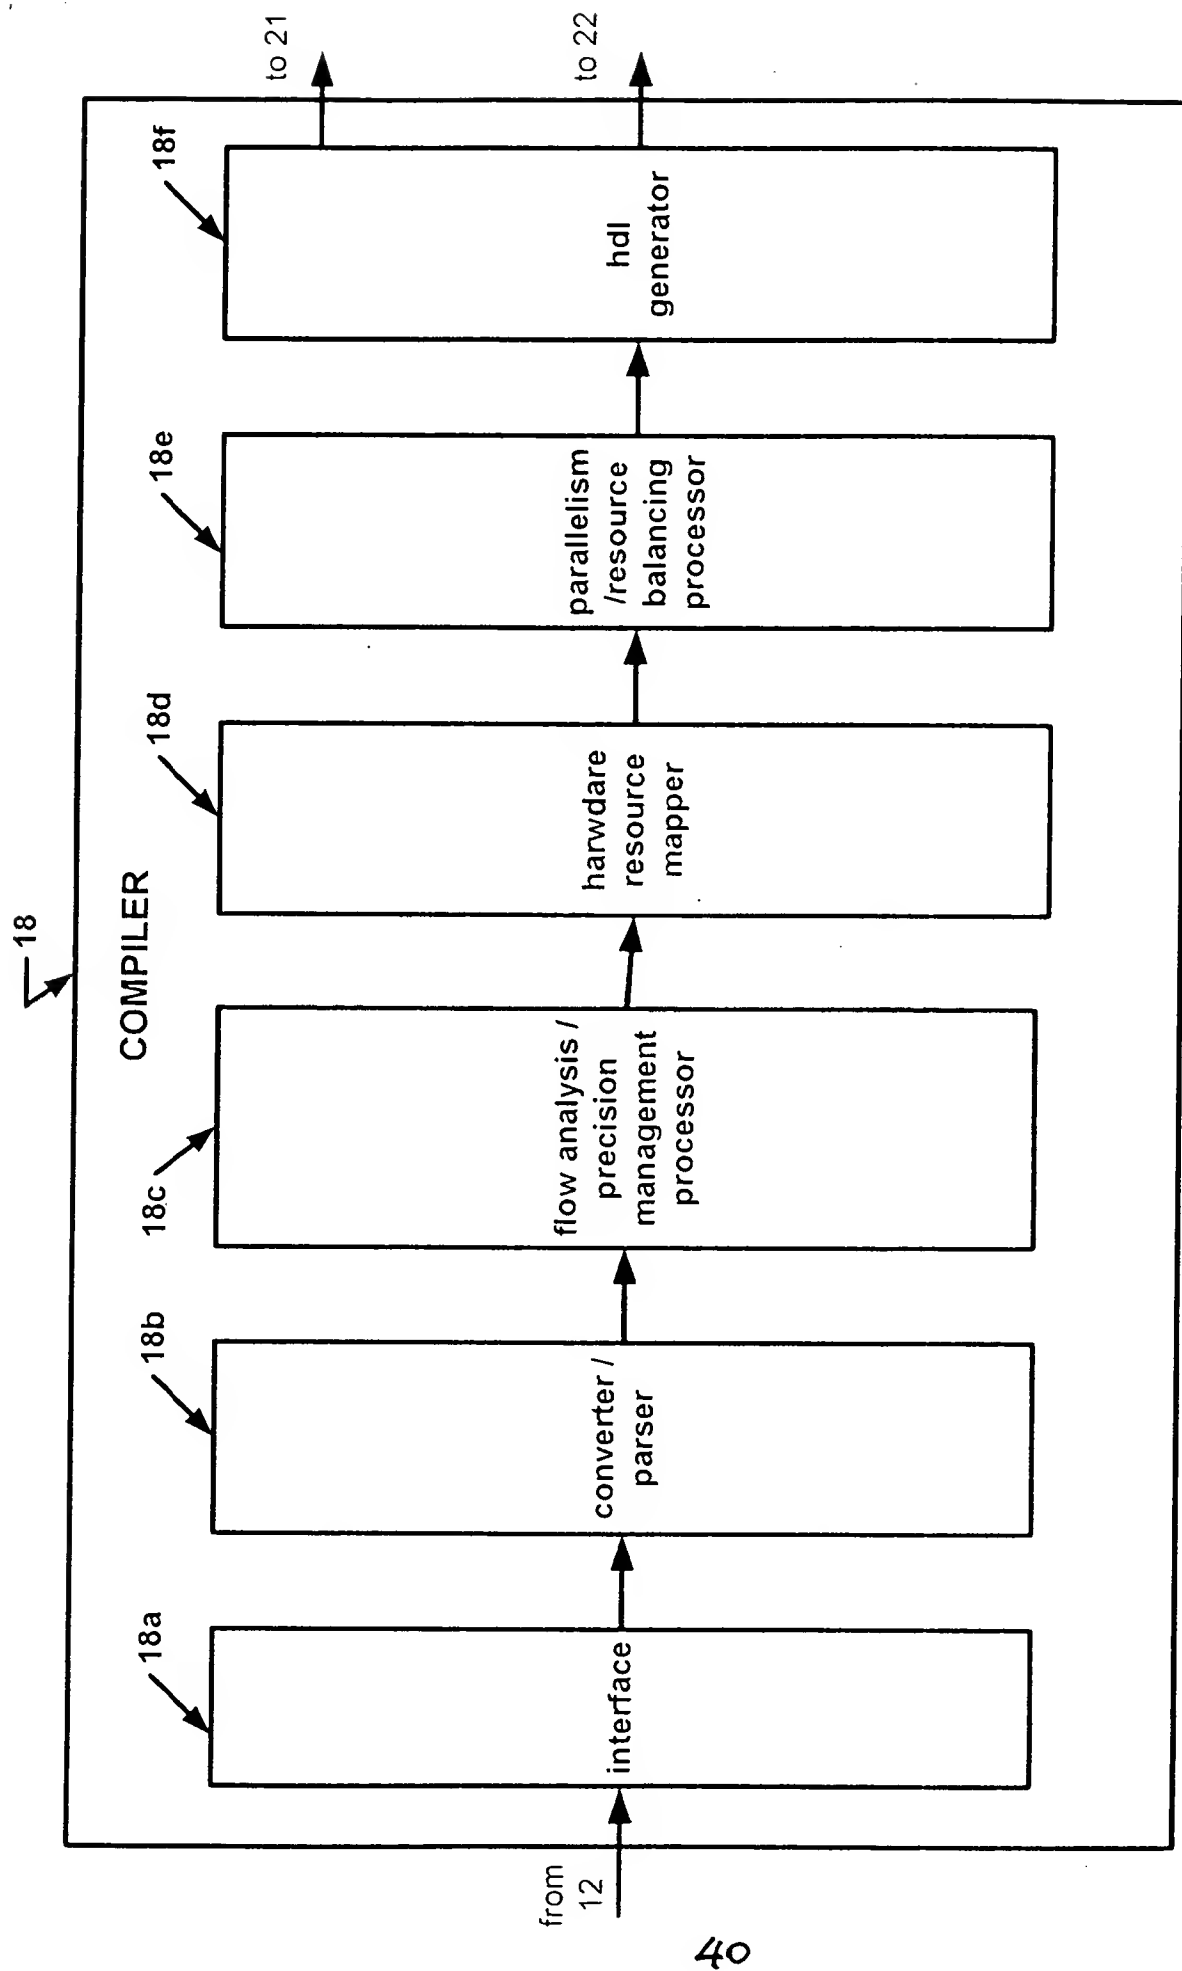 18
COMPILER
from
12
18a
interface
18b
converter /
parser
18c
flow analysis /
precision
management
processor
18d
harwdare
resource
mapper
18e
parallelism
/resource
balancing
processor
18f
hdl
generator
to 21
to 22
40